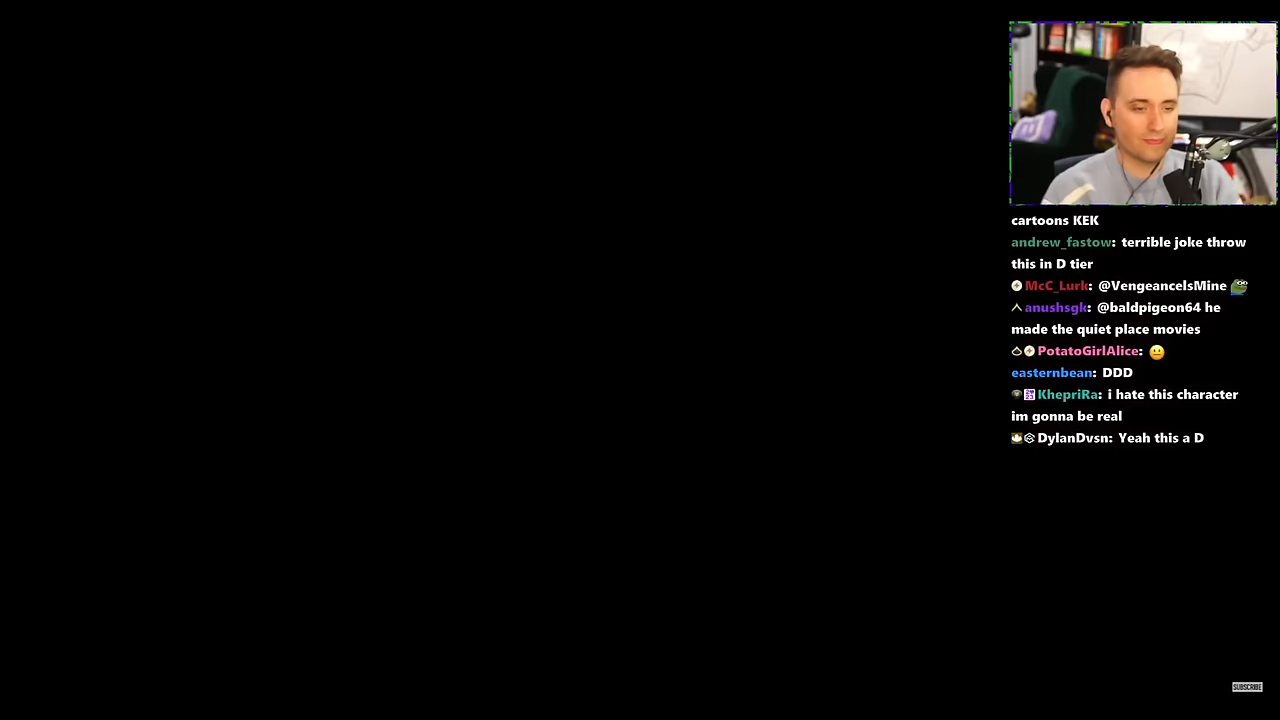 cartoons KEK
andrew_fastow: terrible joke throw
this in D tier
McC_Lurk: @VengeanceIsMine
anushsgk: @baldpigeon64 he
made the quiet place movies
PotatoGirlAlice:
easternbean: DDD
KhepriRa: i hate this character
im gonna be real
DylanDvsn: Yeah this a D
SUBSCRIBE